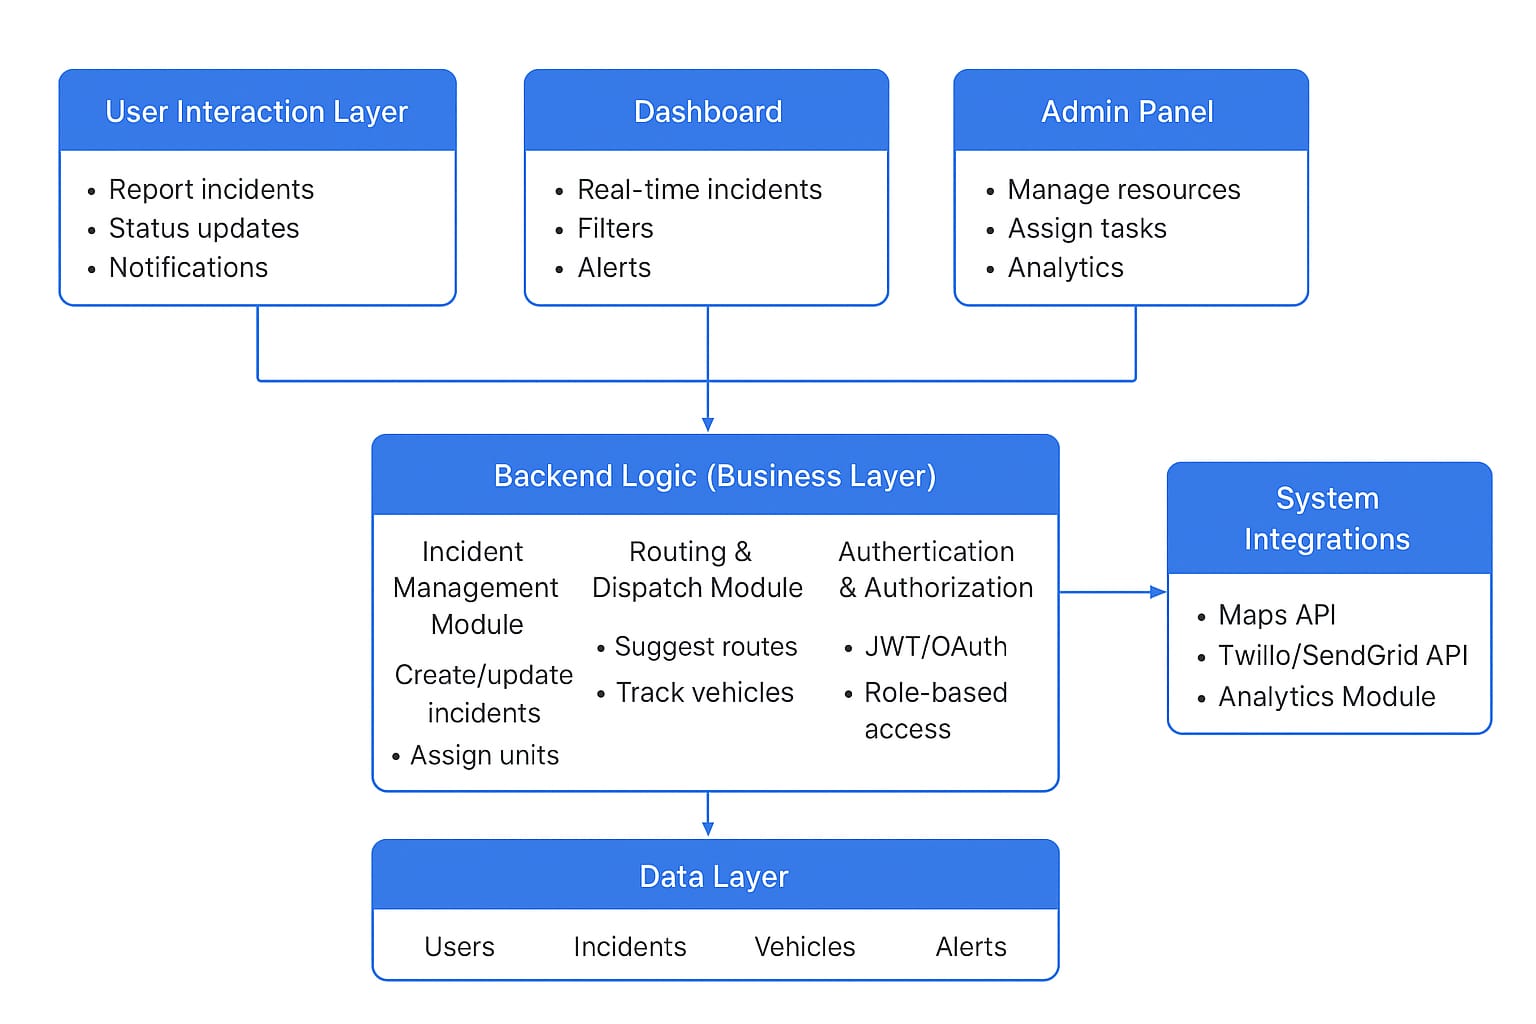 User Interaction Layer
• Report incidents
• Status updates
• Notifications
Dashboard
• Real-time incidents
• Filters
• Alerts
Admin Panel
• Manage resources
• Assign tasks
• Analytics
Backend Logic (Business Layer)
Incident
Management
Module
Create/update
incidents
• Assign units
Routing &
Dispatch Module
• Suggest routes
• Track vehicles
Authertication
& Authorization
• JWT/OAuth
• Role-based
access
System
Integrations
• Maps API
• Twillo/SendGrid API
• Analytics Module
Data Layer
Users
Incidents
Vehicles
Alerts